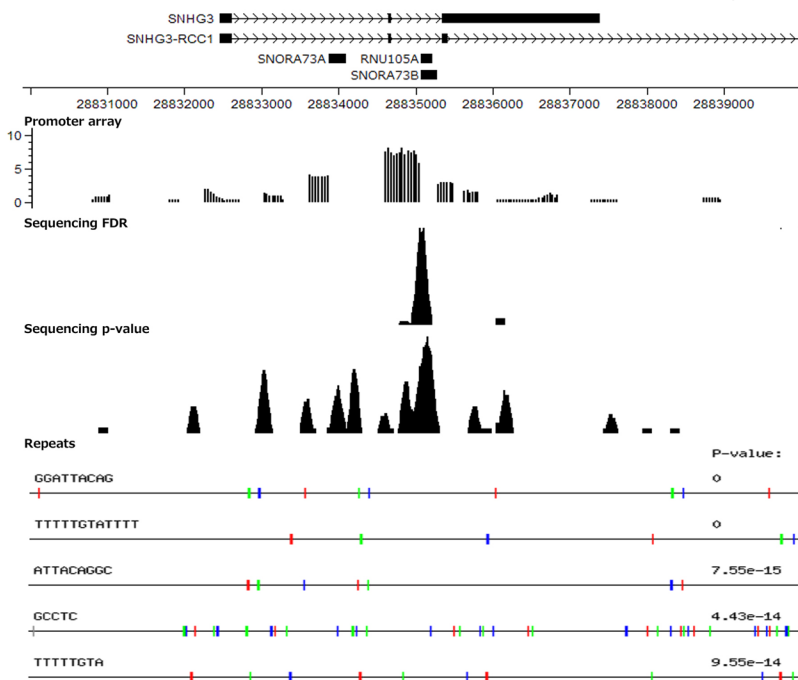 SNHG3
SNHG3-RCC1
SNORA73A RNU105A
SNORA73B
28831000 28832000 28833000 28834000 28835000 28836000 28837000 28838000 28839000
Promoter array
10
5
0
Sequencing FDR
Sequencing p-value
Repeats
P-value:
GGATTACAG 0
TTTTTGTATTTT 0
ATTACAGGC 7.55e-15
GCCTC 4.43e-14
TTTTTGTA 9.55e-14